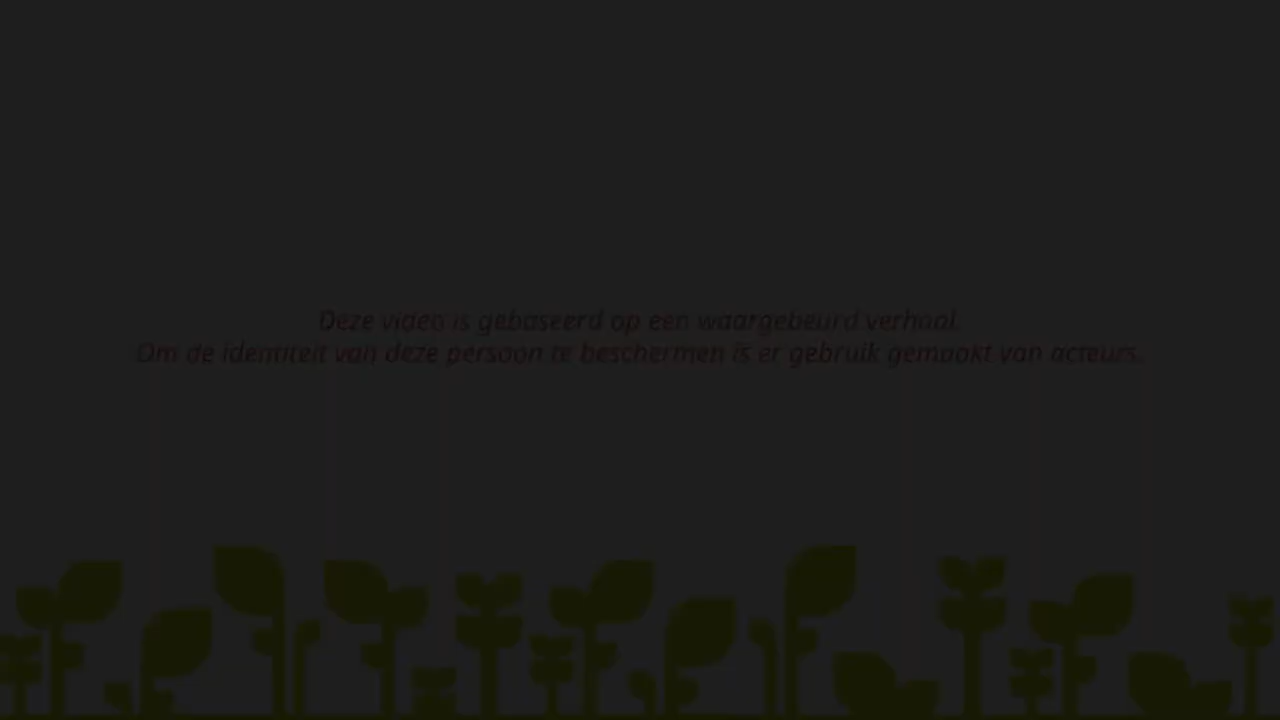 Deze video is gebaseerd op een waargebeurd verhaal.
Om de identiteit van deze persoon te beschermen is er gebruik gemaakt van acteurs.